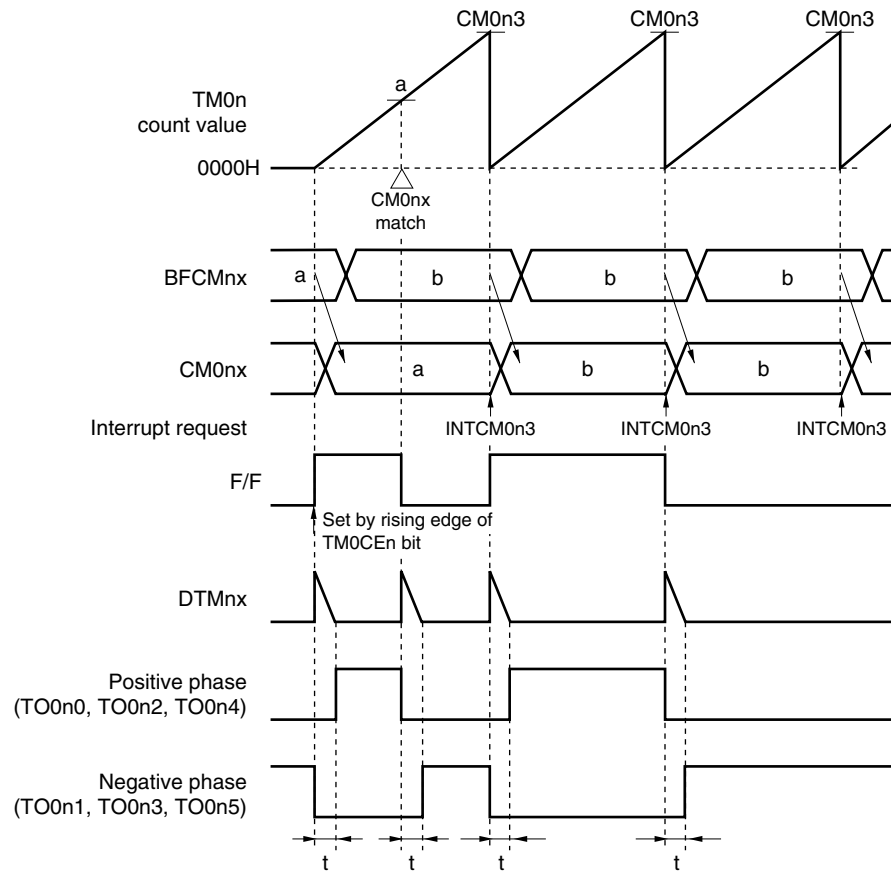 CM0n3 CM0n3 CM0n3
a
TM0n
count value
0000H
CM0nx
match
BFCMnx a b b b
CM0nx a b b
Interrupt request INTCM0n3 INTCM0n3 INTCM0n3
F/F
Set by rising edge of
TM0CEn bit
DTMnx
Positive phase
(TO0n0, TO0n2, TO0n4)
Negative phase
(TO0n1, TO0n3, TO0n5)
t t t t